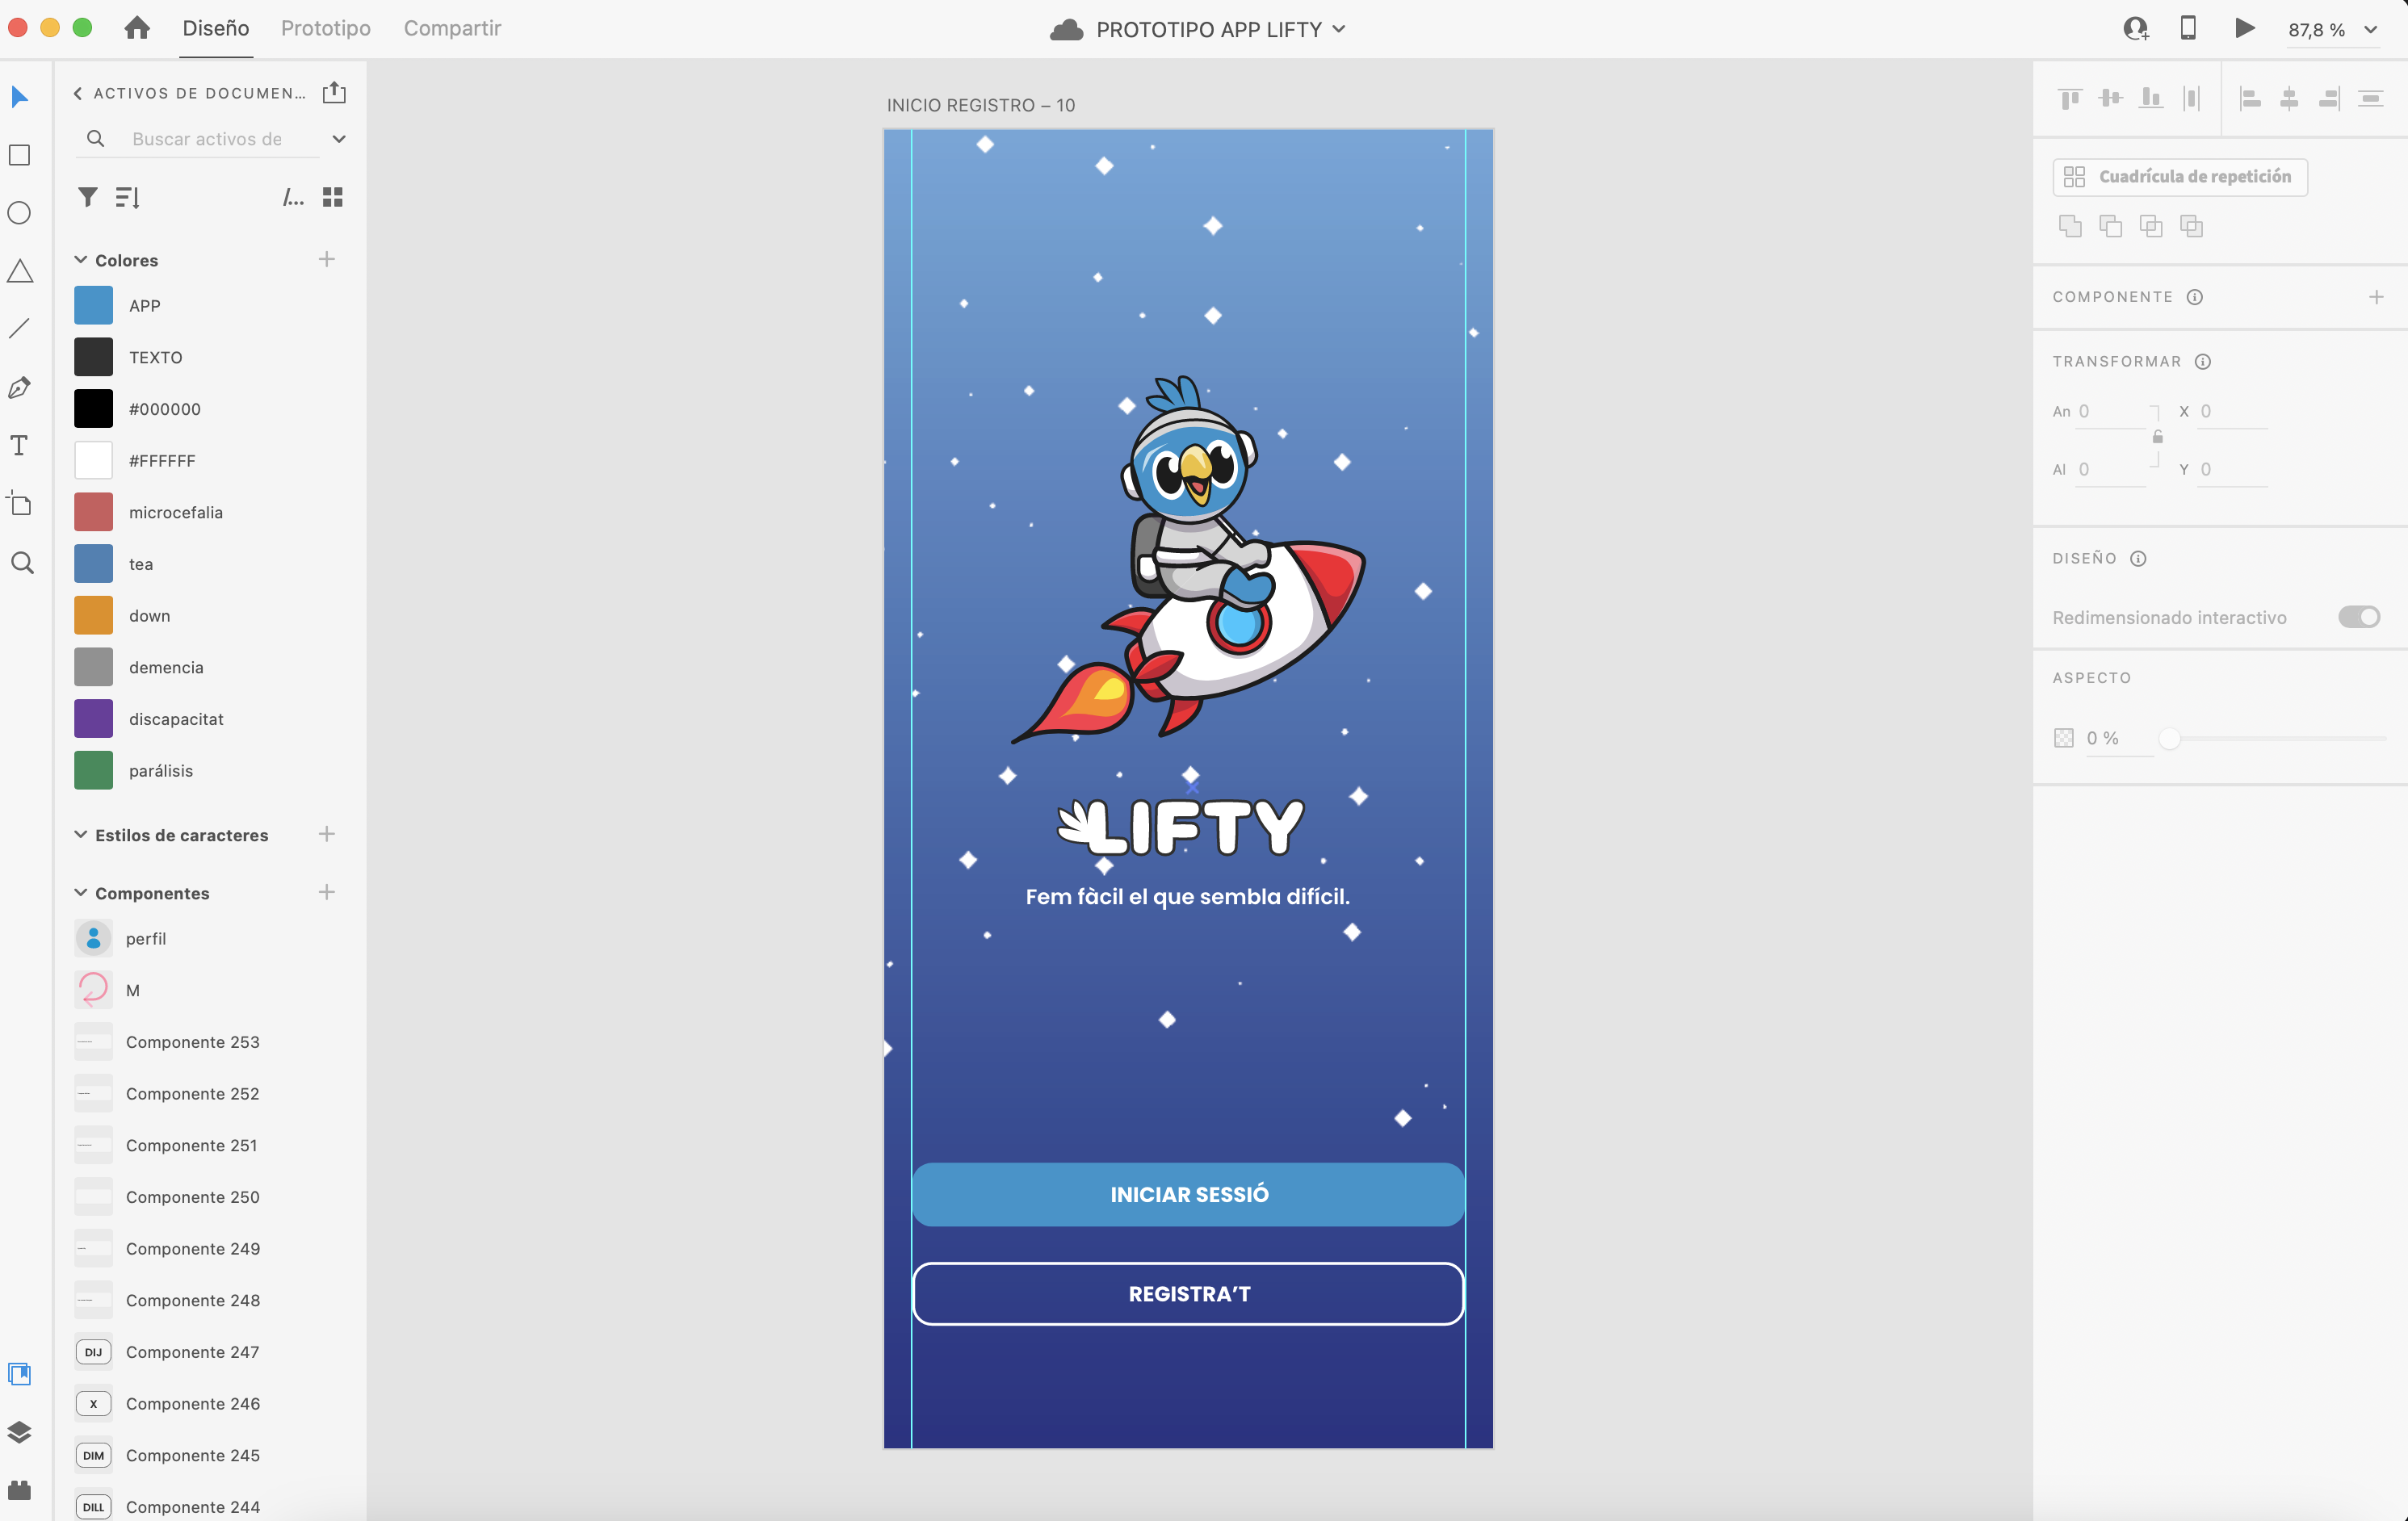 Diseño
Prototipo
Compartir
PROTOTIPO APP LIFTY
87,8 %
ACTIVOS DE DOCUMEN...
Buscar activos de
/...
Colores
APP
TEXTO
#000000
#FFFFFF
microcefalia
tea
down
demencia
discapacitat
parálisis
Estilos de caracteres
Componentes
perfil
M
Componente 253
Componente 252
Componente 251
Componente 250
Componente 249
Componente 248
DIJ Componente 247
X Componente 246
DIM Componente 245
DILL Componente 244
INICIO REGISTRO – 10
LIFTY
Fem fàcil el que sembla difícil.
INICIAR SESSIÓ
REGISTRA’T
Cuadrícula de repetición
COMPONENTE
TRANSFORMAR
An 0 X 0
Al 0 Y 0
DISEÑO
Redimensionado interactivo
ASPECTO
0 %